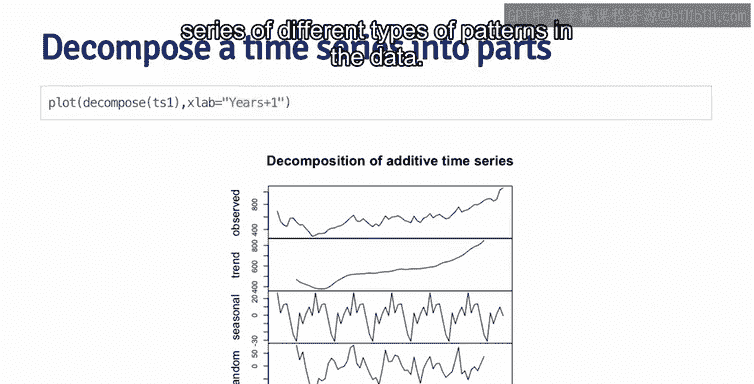 series of different types of patterns in
the data.
Decompose a time series into parts
plot(decompose(ts1),xlab="Years+1")
Decomposition of additive time series
observed
400
800
trend
400
600
800
seasonal
-30
0
20
0
50